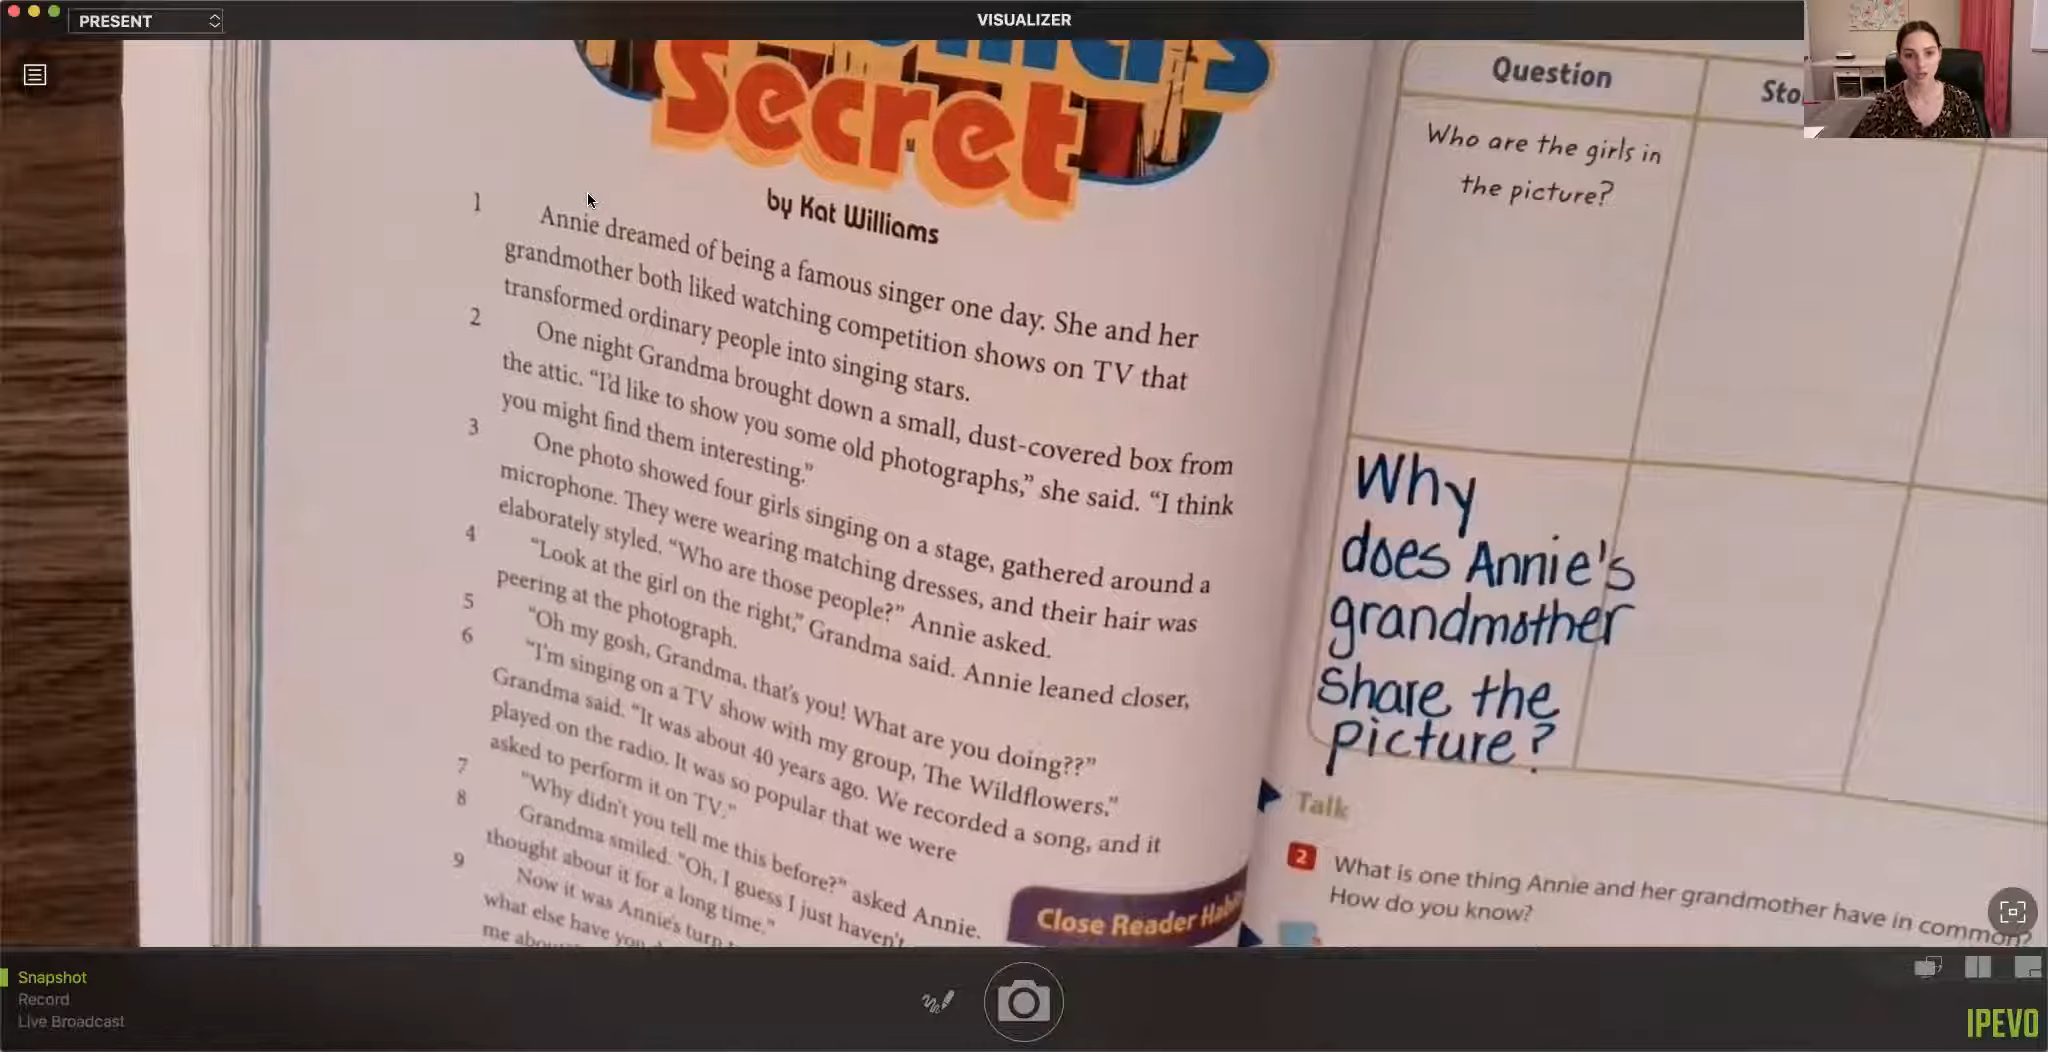 PRESENT
VISUALIZER
Secret
by Kat Williams
1 Annie dreamed of being a famous singer one day. She and her
grandmother both liked watching competition shows on TV that
transformed ordinary people into singing stars.
2 One night Grandma brought down a small, dust-covered box from
the attic. “I’d like to show you some old photographs,” she said. “I think
you might find them interesting.”
3 One photo showed four girls singing on a stage, gathered around a
microphone. They were wearing matching dresses, and their hair was
elaborately styled. “Who are those people?” Annie asked.
4 “Look at the girl on the right,” Grandma said. Annie leaned closer,
peering at the photograph.
5 “Oh my gosh, Grandma, that’s you! What are you doing??”
6 “I’m singing on a TV show with my group, The Wildflowers,”
Grandma said. “It was about 40 years ago. We recorded a song, and it
played on the radio. It was so popular that we were
asked to perform it on TV.”
7 “Why didn’t you tell me this before?” asked Annie.
8 Grandma smiled. “Oh, I guess I just haven’t
thought about it for a long time.”
9 Now it was Annie’s turn
what else have you
me
Close Reader
Question
Who are the girls in
the picture?
Why
does Annie's
grandmother
share the
picture?
Talk
2 What is one thing Annie and her grandmother have in common?
How do you know?
Snapshot
Record
Live Broadcast
IPEVO